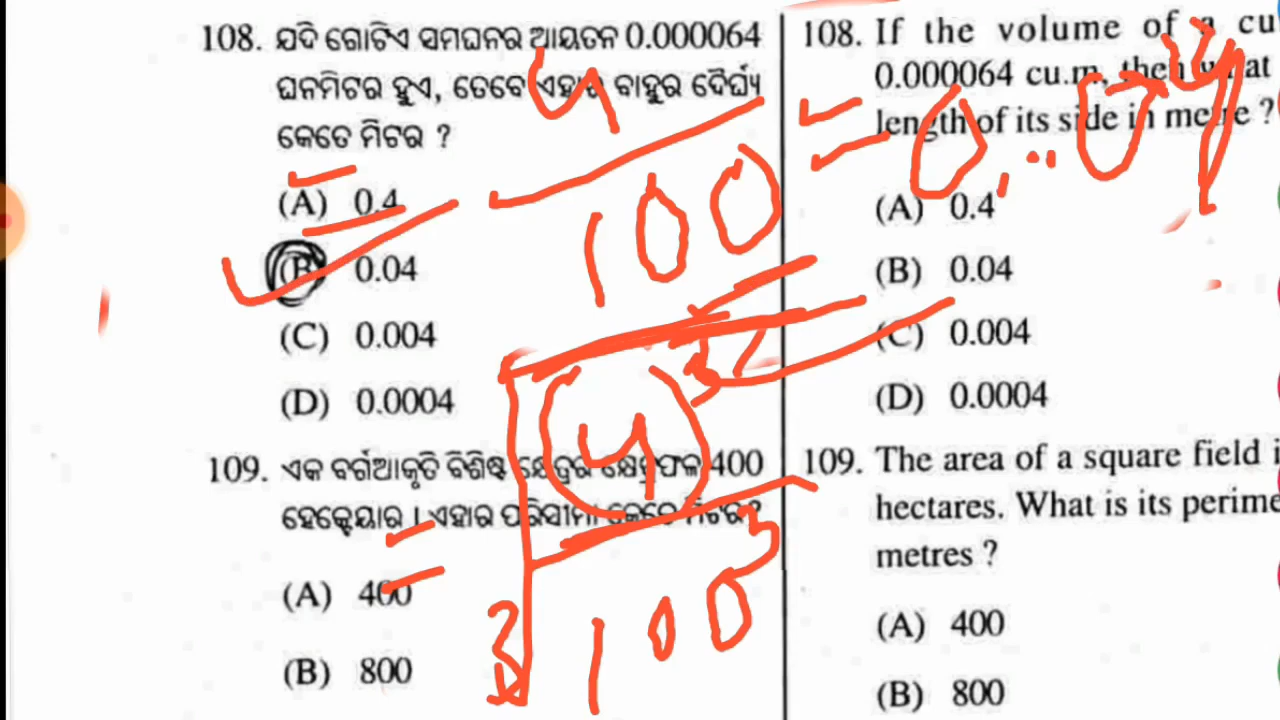 108. ଯଦି ଗୋଟିଏ ସମଘନର ଆୟତନ 0.000064
ଘନମିଟର ହୁଏ, ତେବେ ଏହାର ବାହୁର ଦୈର୍ଘ୍ୟ
କେତେ ମିଟର ?
(A) 0.4
(B) 0.04
(C) 0.004
(D) 0.0004
109. ଏକ ବର୍ଗଆକୃତି ବିଶିଷ୍ଟ କ୍ଷେତ୍ରର କ୍ଷେତ୍ରଫଳ 400
ହେକ୍ଟେୟାର । ଏହାର ପରିସୀମା କେତେ ମିଟର?
(A) 400
(B) 800
108. If the volume of a cu
0.000064 cu.m, then what
length of its side in metre ?
(A) 0.4
(B) 0.04
(C) 0.004
(D) 0.0004
109. The area of a square field i
hectares. What is its perime
metres ?
(A) 400
(B) 800
4
100
= 0.04
=
3
4 3
100 3